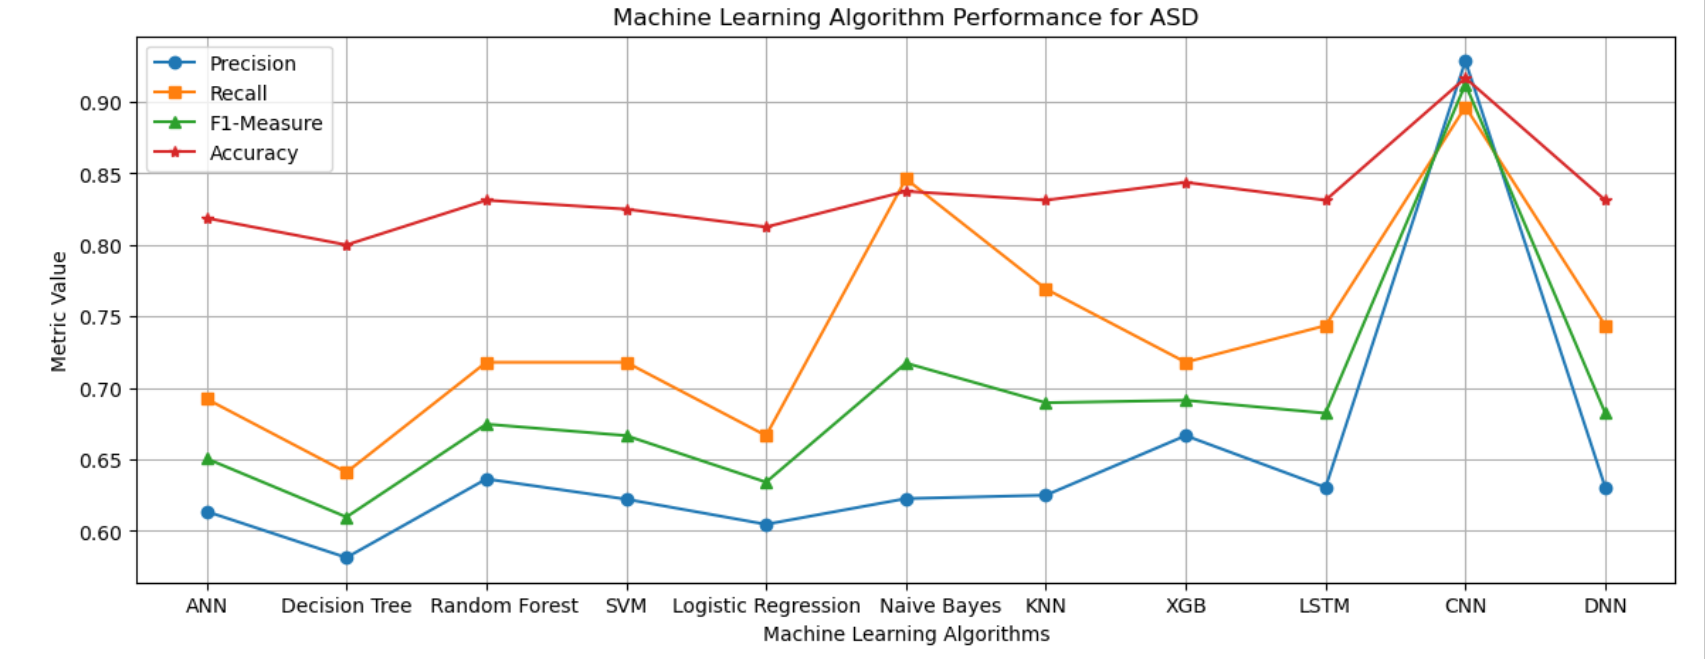 Machine Learning Algorithm Performance for ASD
Precision
Recall
F1-Measure
Accuracy
0.90
0.85
0.80
0.75
0.70
0.65
0.60
Metric Value
ANN Decision Tree Random Forest SVM Logistic Regression Naive Bayes KNN XGB LSTM CNN DNN
Machine Learning Algorithms